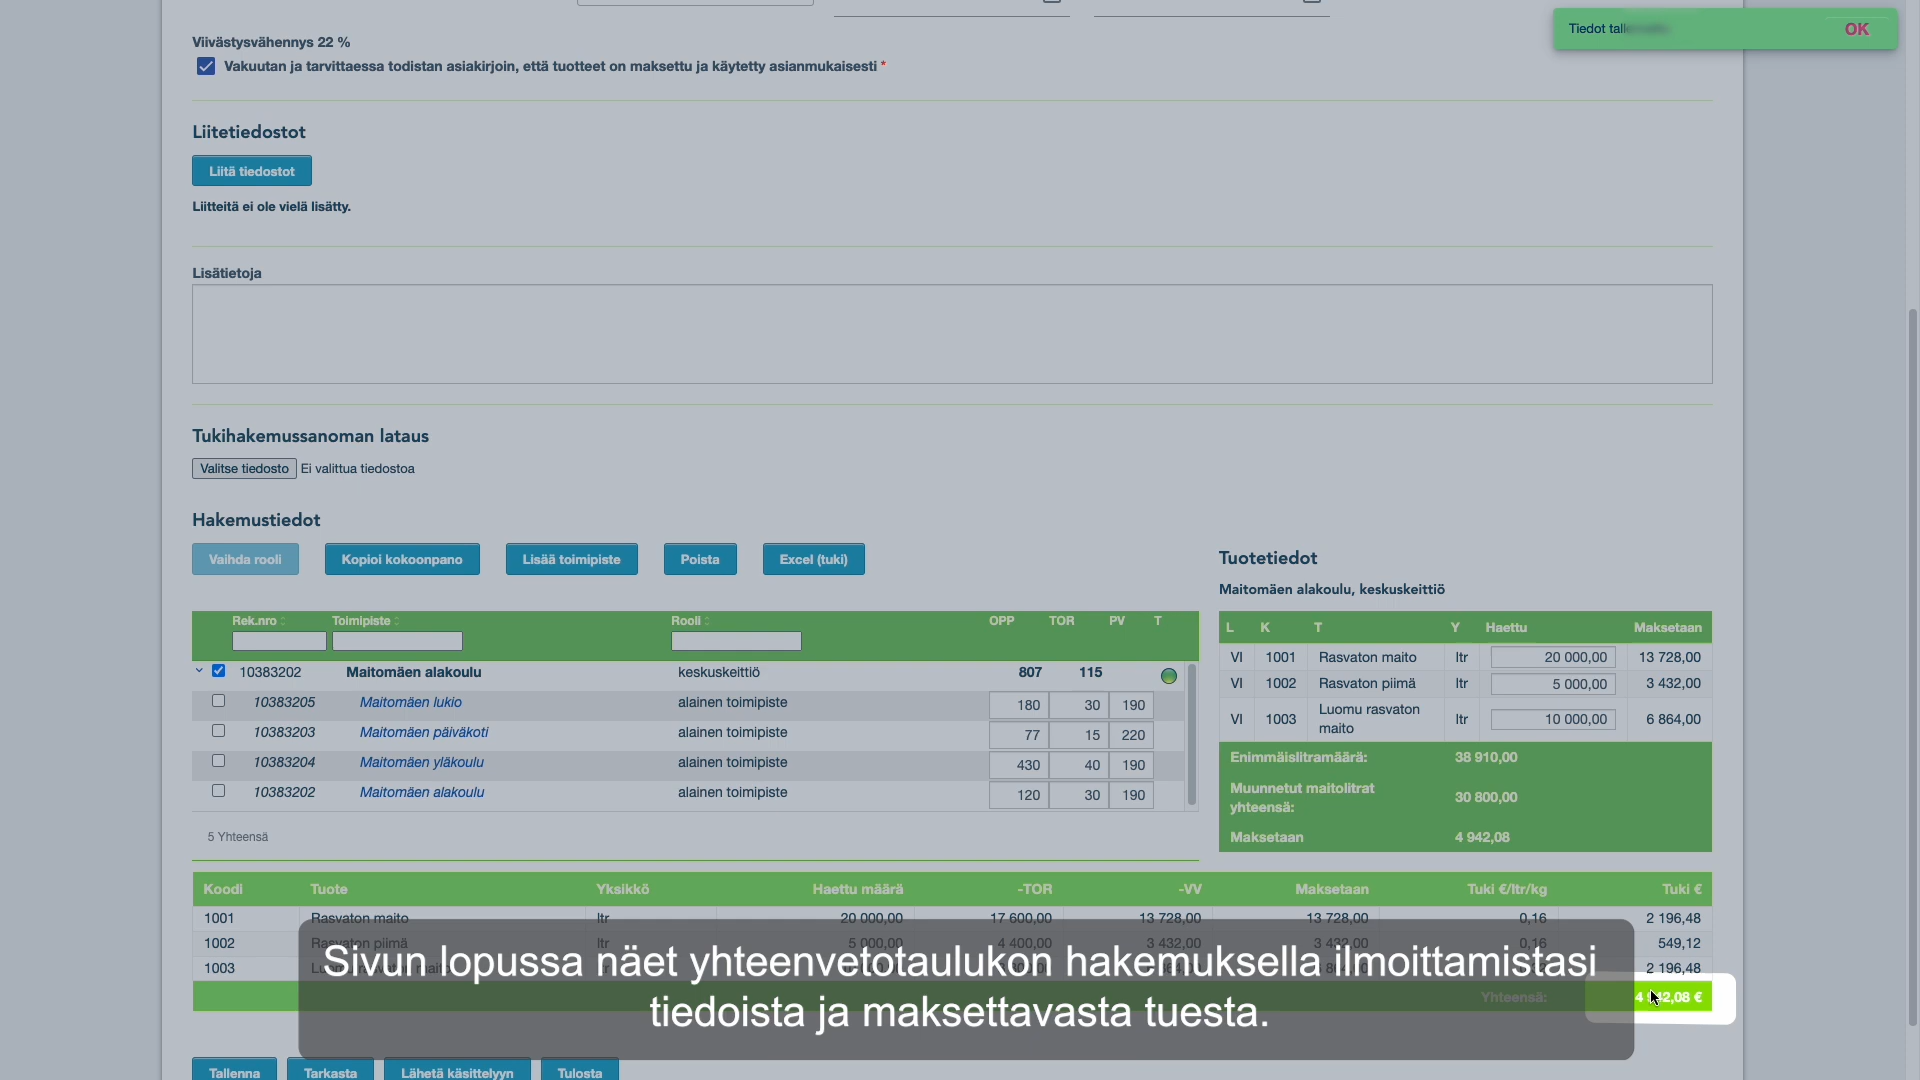 Tiedot
OK
Viivästysvähennys 22 %
Vakuutan ja tarvittaessa todistan asiakirjoin, että tuotteet on maksettu ja käytetty asianmukaisesti *
Liitetiedostot
Liitä tiedostot
Liitteitä ei ole vielä lisätty.
Lisätietoja
Tukihakemussanoman lataus
Valitse tiedosto Ei valittua tiedostoa
Hakemustiedot
Vaihda rooli Kopioi kokoonpano Lisää toimipiste Poista Excel (tuki)
Rek.nro Toimipiste Rooli OPP TOR PV T
10383202 Maitomäen alakoulu keskuskeittiö 807 115
10383205 Maitomäen lukio alainen toimipiste 180 30 190
10383203 Maitomäen päiväkoti alainen toimipiste 77 15 220
10383204 Maitomäen yläkoulu alainen toimipiste 430 40 190
10383202 Maitomäen alakoulu alainen toimipiste 120 30 190
5 Yhteensä
Tuotetiedot
Maitomäen alakoulu, keskuskeittiö
L K T Y Haettu Maksetaan
VI 1001 Rasvaton maito ltr 20 000,00 13 728,00
VI 1002 Rasvaton piimä ltr 5 000,00 3 432,00
VI 1003 Luomu rasvaton maito ltr 10 000,00 6 864,00
Enimmäislitramäärä: 38 910,00
Muunnetut maitolitrat yhteensä: 30 800,00
Maksetaan 4 942,08
Koodi Tuote Yksikkö Haettu määrä -TOR -VV Maksetaan Tuki €/ltr/kg Tuki €
1001 Rasvaton maito ltr 20 000,00 17 600,00 13 728,00 13 728,00 0,16 2 196,48
1002 Rasvaton piimä ltr 5 000,00 4 400,00 3 432,00 3 432,00 0,16 549,12
1003 2 196,48
Yhteensä:
Sivun lopussa näet yhteenvetotaulukon hakemuksella ilmoittamistasi
tiedoista ja maksettavasta tuesta.
Tallenna Tarkasta Lähetä käsittelyyn Tulosta